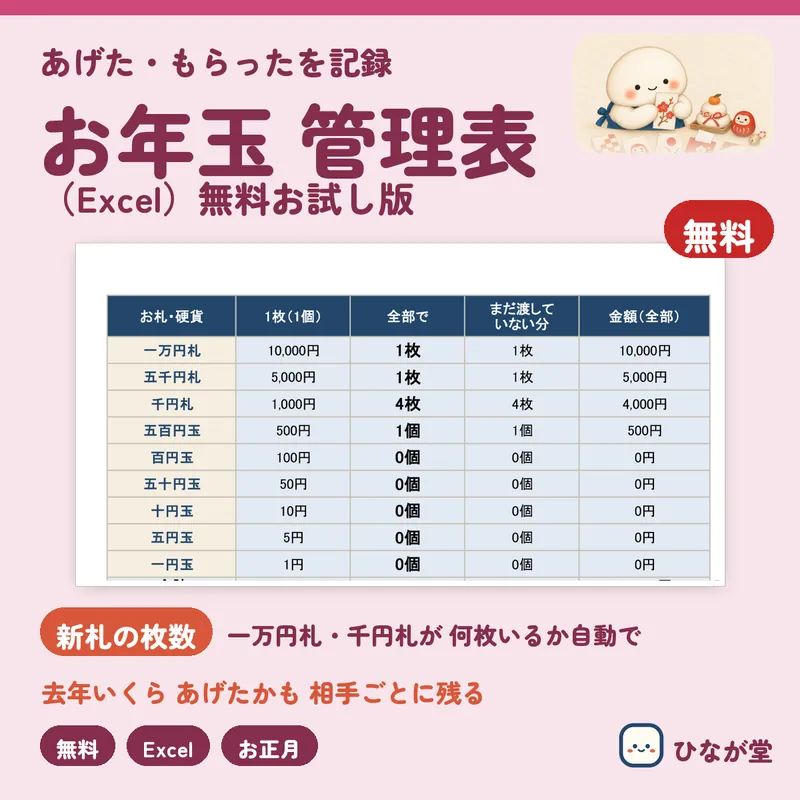 あげた・もらったを記録
お年玉 管理表
（Excel）無料お試し版
無料
お札・硬貨 1枚(1個) 全部で まだ渡して いない分 金額(全部)
一万円札 10,000円 1枚 1枚 10,000円
五千円札 5,000円 1枚 1枚 5,000円
千円札 1,000円 4枚 4枚 4,000円
五百円玉 500円 1個 1個 500円
百円玉 100円 0個 0個 0円
五十円玉 50円 0個 0個 0円
十円玉 10円 0個 0個 0円
五円玉 5円 0個 0個 0円
一円玉 1円 0個 0個 0円
新札の枚数 一万円札・千円札が 何枚いるか自動で
去年いくら あげたかも 相手ごとに残る
無料 Excel お正月
ひなが堂